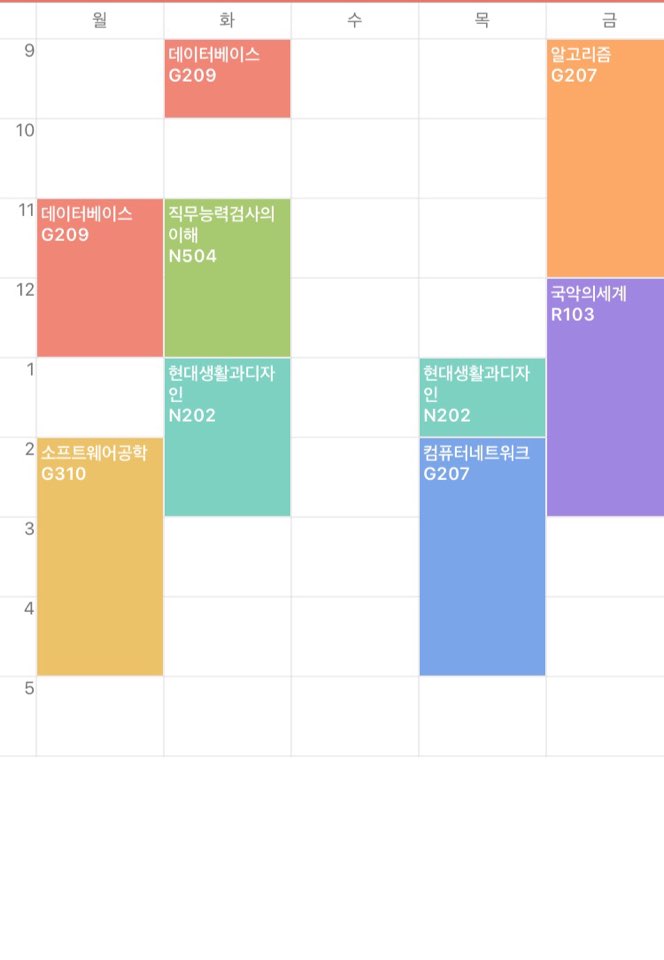 월 화 수 목 금
9
데이터베이스
G209
알고리즘
G207
10
11
데이터베이스
G209
직무능력검사의
이해
N504
12
국악의세계
R103
1
현대생활과디자
인
N202
현대생활과디자
인
N202
2
소프트웨어공학
G310
컴퓨터네트워크
G207
3
4
5